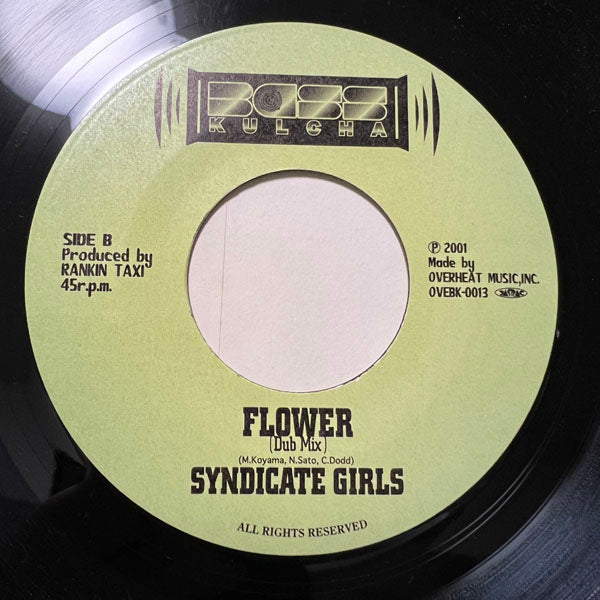 BASS
KULCHA
SIDE B
Produced by
RANKIN TAXI
45r.p.m.
℗ 2001
Made by
OVERHEAT MUSIC,INC.
OVEBK-0013
FLOWER
(Dub Mix)
(M.Koyama, N.Sato, C.Dodd)
SYNDICATE GIRLS
ALL RIGHTS RESERVED